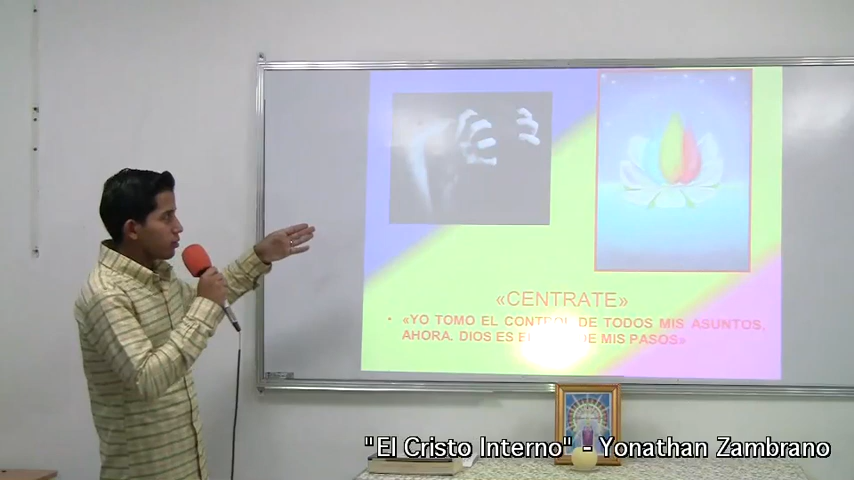 «CENTRATE»
• «YO TOMO EL CONTROL DE TODOS MIS ASUNTOS,
AHORA. DIOS ES EL DE MIS PASOS»
"El Cristo Interno" - Yonathan Zambrano